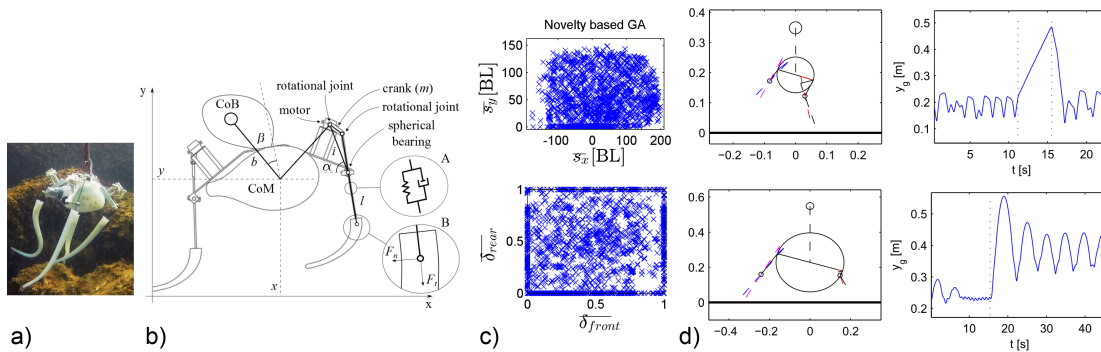 a)
b)
y
x
CoB
β
b
CoM
y
x
rotational joint
motor
crank (m)
rotational joint
spherical
bearing
i
α
l
A
B
Fn
Ft
c)
Novelty based GA
s̅y [BL]
150
100
50
0
-100 0 100 200
s̅x [BL]
δ̅rear
1
0.5
0
0 0.5 1
δ̅front
d)
0.4
0.3
0.2
0.1
0
−0.2 −0.1 0 0.1 0.2
yg [m]
0.5
0.4
0.3
0.2
0.1
5 10 15 20
t [s]
0.6
0.4
0.2
0
−0.4 −0.2 0 0.2
yg [m]
0.5
0.4
0.3
0.2
10 20 30 40
t [s]